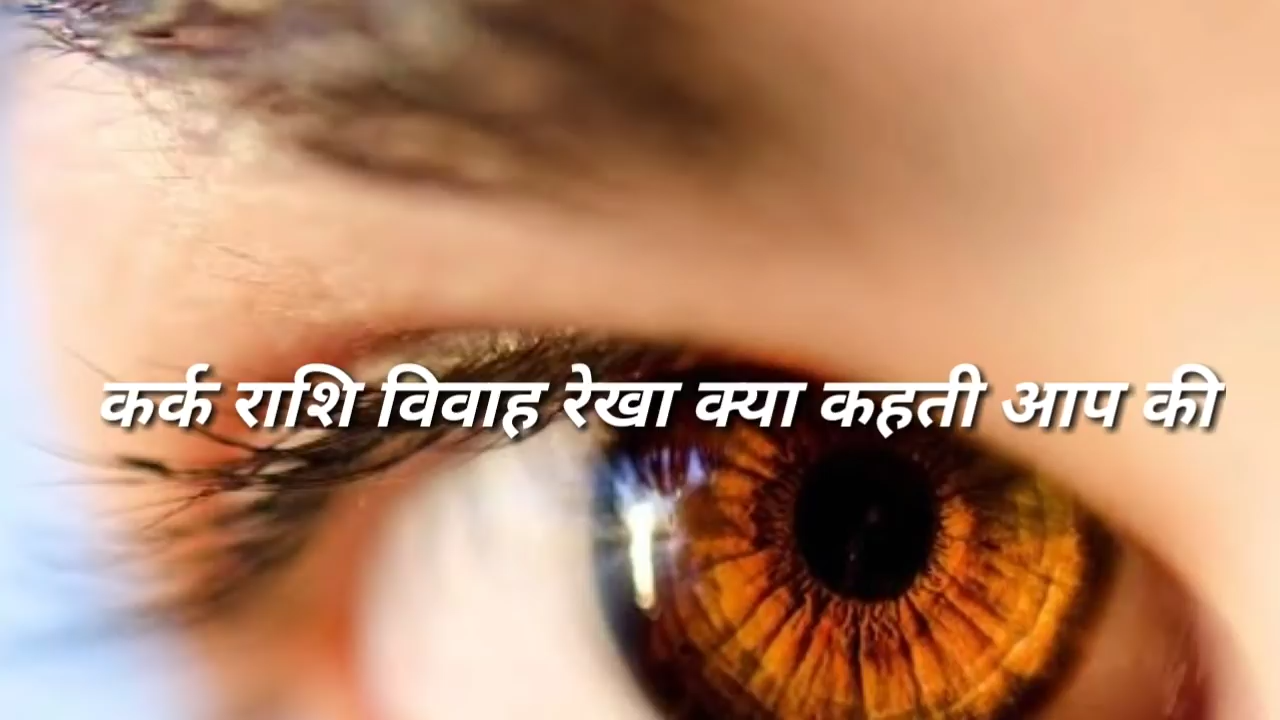 कर्क राशि विवाह रेखा क्या कहती आप की